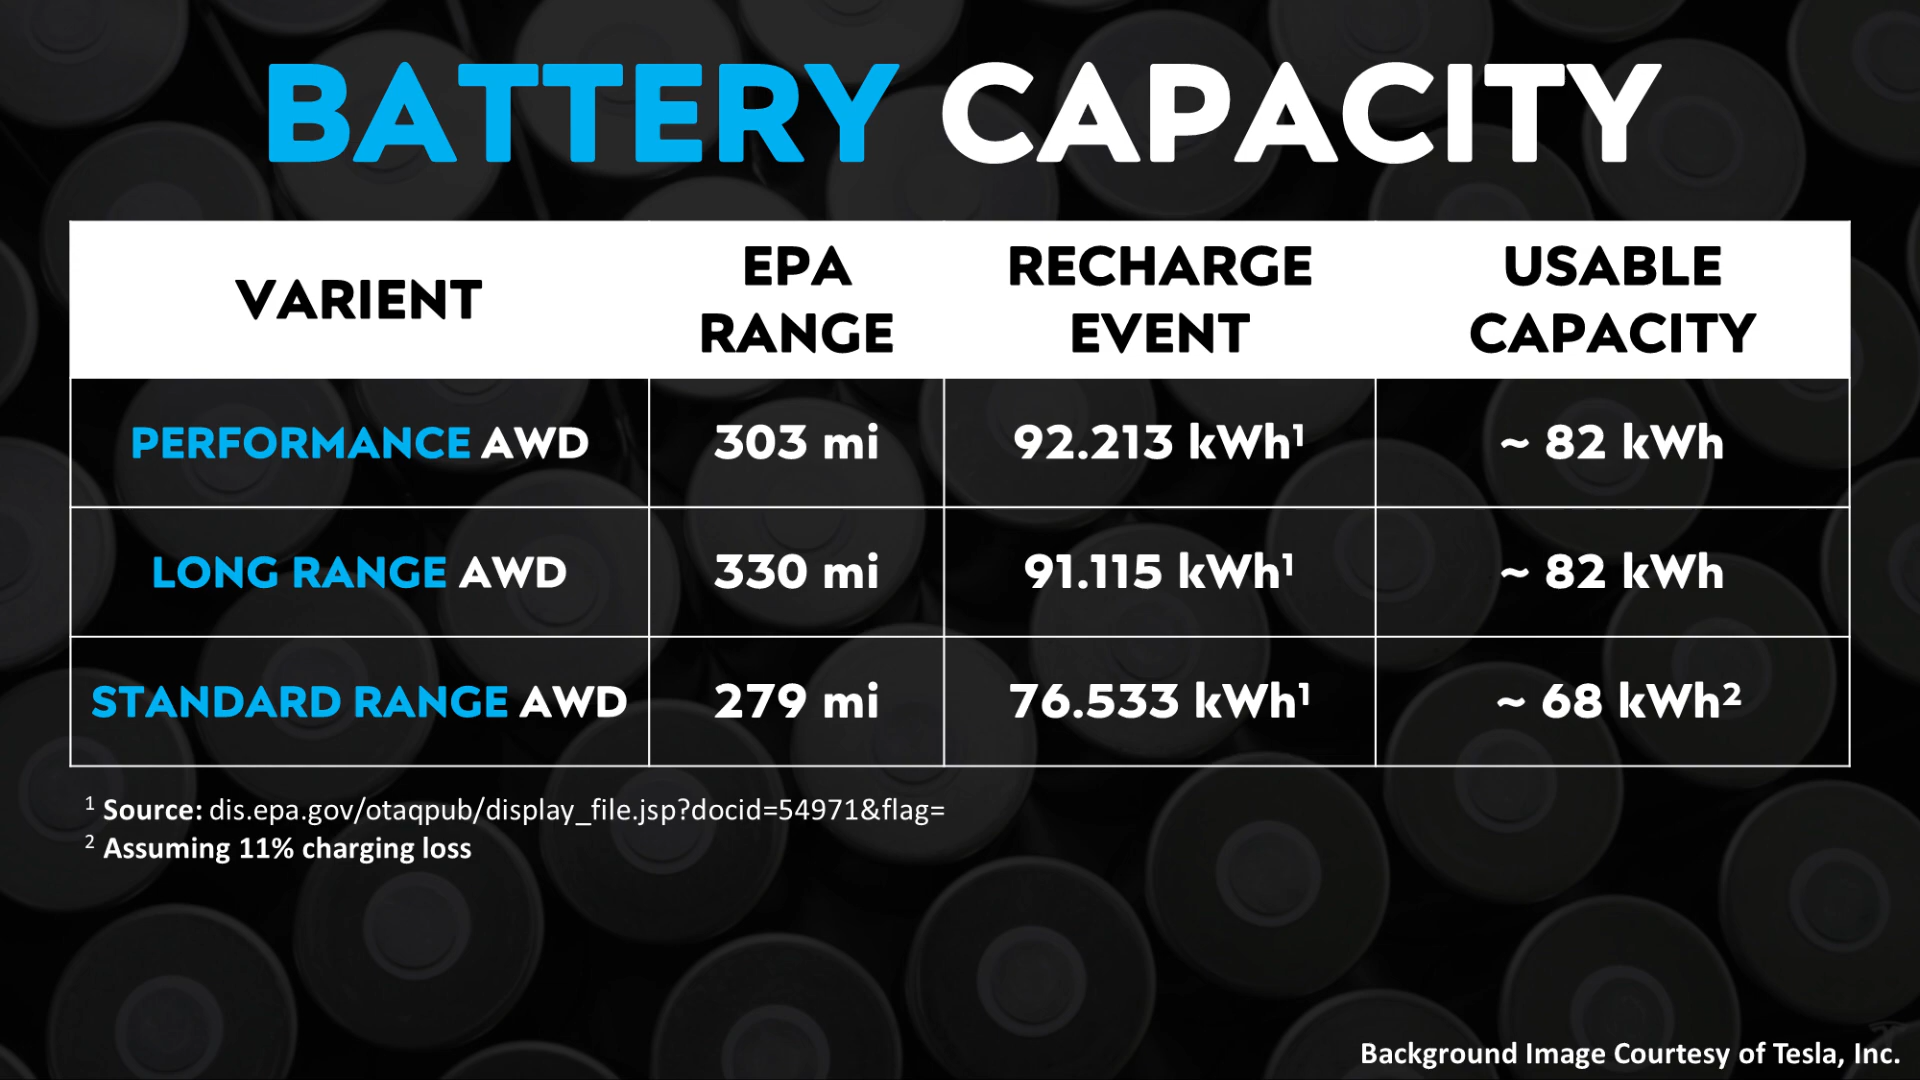 BATTERY CAPACITY
VARIENT
EPA
RANGE
RECHARGE
EVENT
USABLE
CAPACITY
PERFORMANCE AWD
303 mi
92.213 kWh¹
~ 82 kWh
LONG RANGE AWD
330 mi
91.115 kWh¹
~ 82 kWh
STANDARD RANGE AWD
279 mi
76.533 kWh¹
~ 68 kWh²
¹ Source: dis.epa.gov/otaqpub/display_file.jsp?docid=54971&flag=
² Assuming 11% charging loss
Background Image Courtesy of Tesla, Inc.